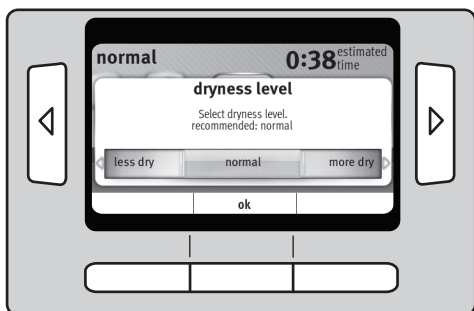 normal 0:38 estimated time
dryness level
Select dryness level.
recommended: normal
less dry normal more dry
ok